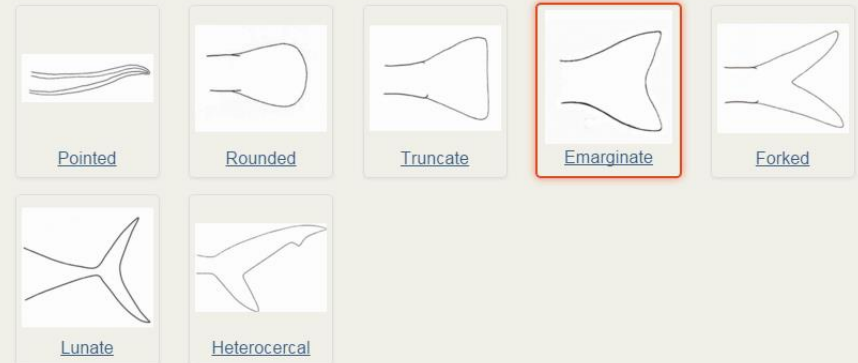 Pointed
Rounded
Truncate
Emarginate
Forked
Lunate
Heterocercal